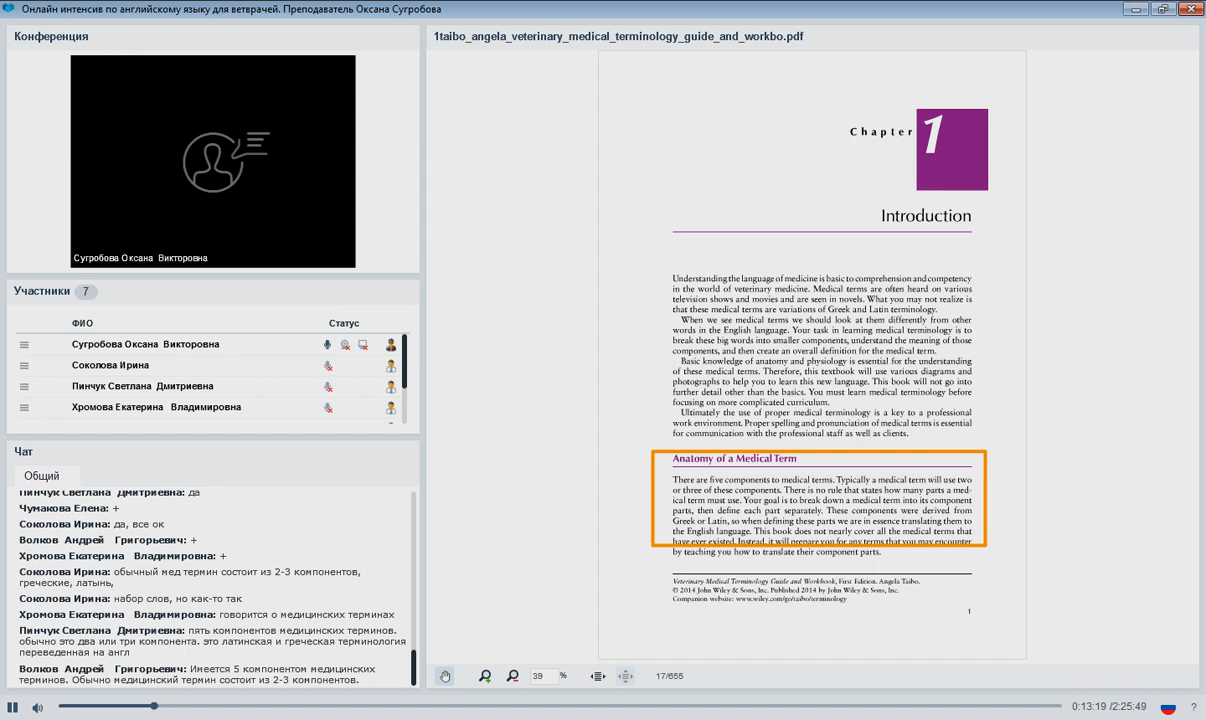 Онлайн интенсив по английскому языку для ветврачей. Преподаватель Оксана Сугробова
Конференция
Сугробова Оксана Викторовна
Участники 7
ФИО Статус
Сугробова Оксана Викторовна
Соколова Ирина
Пинчук Светлана Дмитриевна
Хромова Екатерина Владимировна
Чат
Общий
Пинчук Светлана Дмитриевна: да
Чумакова Елена: +
Соколова Ирина: да, все ок
Волков Андрей Григорьевич: +
Хромова Екатерина Владимировна: +
Соколова Ирина: обычный мед термин состоит из 2-3 компонентов,
греческие, латынь,
Соколова Ирина: набор слов, но как-то так
Хромова Екатерина Владимировна: говорится о медицинских терминах
Пинчук Светлана Дмитриевна: пять компонентов медицинских терминов.
обычно это два или три компонента. это латинская и греческая терминология
переведенная на англ
Волков Андрей Григорьевич: Имеется 5 компонентом медицинских
терминов. Обычно медицинский термин состоит из 2-3 компонентов.
1taibo_angela_veterinary_medical_terminology_guide_and_workbo.pdf
Chapter 1
Introduction
Understanding the language of medicine is basic to comprehension and competency
in the world of veterinary medicine. Medical terms are often heard on various
television shows and movies and are seen in novels. What you may not realize is
that these medical terms are variations of Greek and Latin terminology.
When we see medical terms we should look at them differently from other
words in the English language. Your task in learning medical terminology is to
break these big words into smaller components, understand the meaning of those
components, and then create an overall definition for the medical term.
Basic knowledge of anatomy and physiology is essential for the understanding
of these medical terms. Therefore, this textbook will use various diagrams and
photographs to help you to learn this new language. This book will not go into
further detail other than the basics. You must learn medical terminology before
focusing on more complicated curriculum.
Ultimately the use of proper medical terminology is a key to a professional
work environment. Proper spelling and pronunciation of medical terms is essential
for communication with the professional staff as well as clients.
Anatomy of a Medical Term
There are five components to medical terms. Typically a medical term will use two
or three of these components. There is no rule that states how many parts a med-
ical term must use. Your goal is to break down a medical term into its component
parts, then define each part separately. These components were derived from
Greek or Latin, so when defining these parts we are in essence translating them to
the English language. This book does not nearly cover all the medical terms that
have ever existed. Instead, it will prepare you for any terms that you may encounter
by teaching you how to translate their component parts.
Veterinary Medical Terminology Guide and Workbook, First Edition. Angela Taibo.
© 2014 John Wiley & Sons, Inc. Published 2014 by John Wiley & Sons, Inc.
Companion website: www.wiley.com/go/taibo/terminology
1
39 % 17/655
0:13:19 /2:25:49 ?